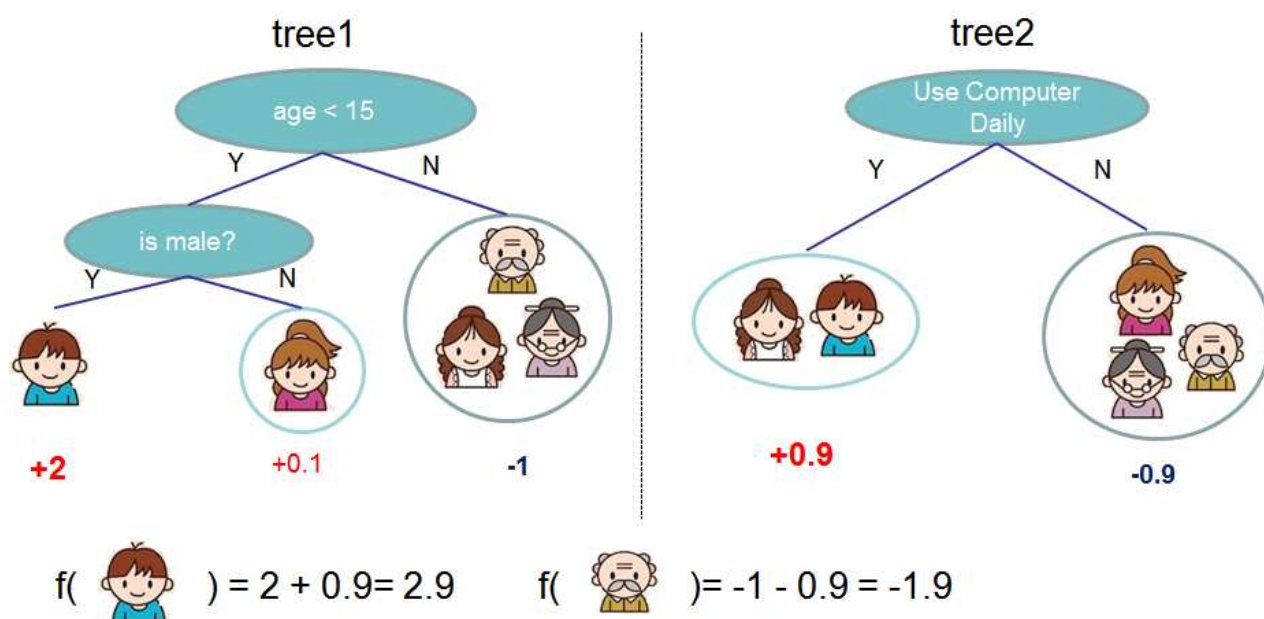 tree1
age < 15
Y
N
is male?
Y
N
+2
+0.1
-1
tree2
Use Computer
Daily
Y
N
+0.9
-0.9
f( ) = 2 + 0.9= 2.9
f( )= -1 - 0.9 = -1.9